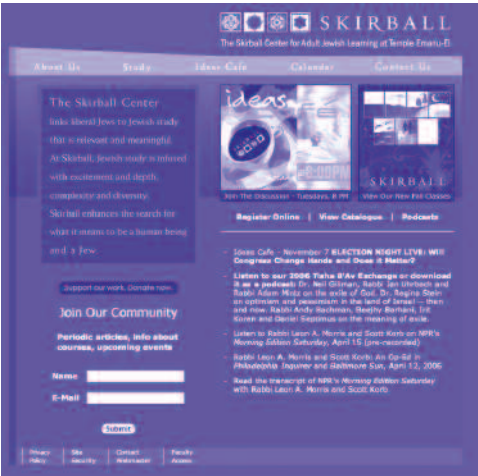 SKIRBALL
The Skirball Center for Adult Jewish Learning at Temple Emanu-El
About Us Study Ideas Cafe Calendar Contact Us
The Skirball Center
links liberal Jews to Jewish study
that is relevant and meaningful.
At Skirball, Jewish study is infused
with excitement and depth,
complexity and diversity.
Skirball enhances the search for
what it means to be a human being
and a Jew.
ideas
8:00PM
Join The Discussion - Tuesdays, 8 PM
SKIRBALL
View Our New Fall Classes
Register Online | View Catalogue | Podcasts
Support our work. Donate now.
Join Our Community
Periodic articles, info about
courses, upcoming events
Name
E-Mail
Submit
- Ideas Cafe - November 7 ELECTION NIGHT LIVE: Will
Congress Change Hands and Does it Matter?
- Listen to our 2006 Tisha B'Av Exchange or download
it as a podcast: Dr. Neil Gillman, Rabbi Jan Uhrbach and
Rabbi Adam Mintz on the evils of God. Dr. Regina Stein
on optimism and pessimism in the land of Israel -- then
and now. Rabbi Andy Bachman, Basjhy Barhani, Irit
Koren and Daniel Septimus on the meaning of exile.
- Listen to Rabbi Leon A. Morris and Scott Korb on NPR's
Morning Edition Saturday, April 15 (pre-recorded)
- Rabbi Leon A. Morris and Scott Korb: An Op-Ed in
Philadelphia Inquirer and Baltimore Sun, April 12, 2006
- Read the transcript of NPR's Morning Edition Saturday
with Rabbi Leon A. Morris and Scott Korb
Privacy Policy | Site Security | Contact Webmaster | Faculty Access